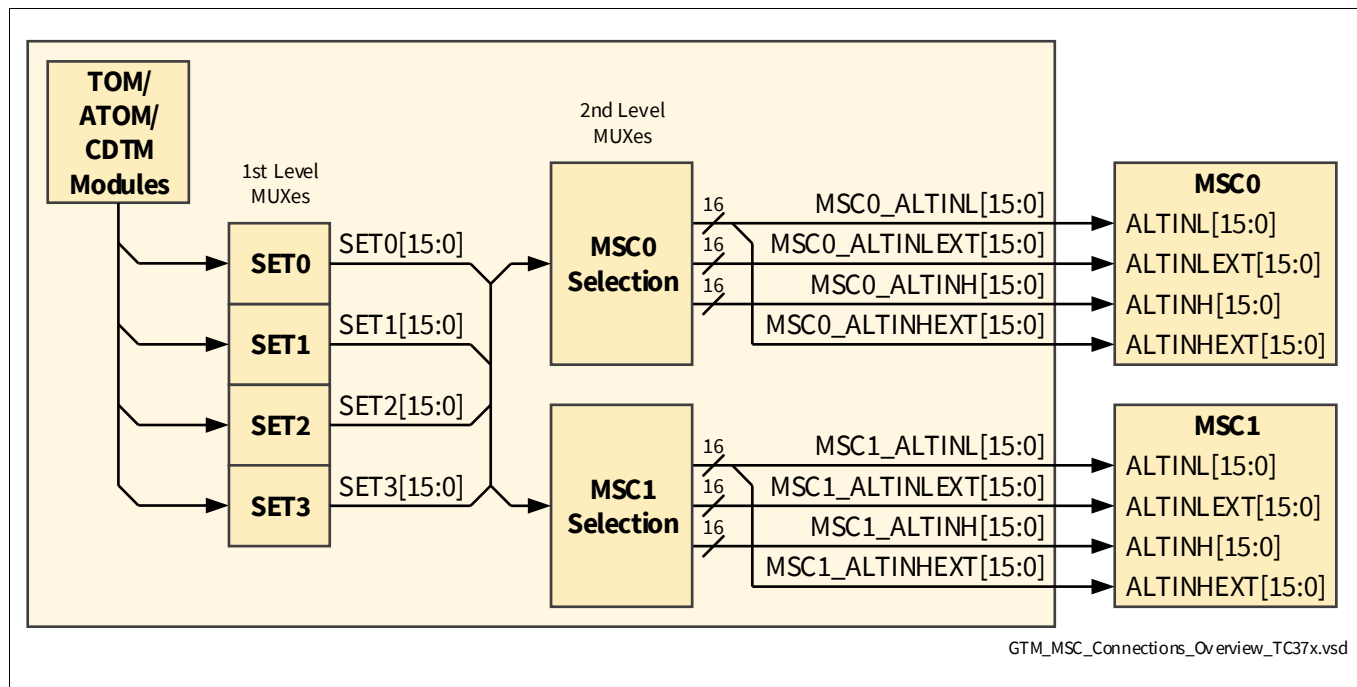 TOM/
ATOM/
CDTM
Modules
1st Level
MUXes
SET0
SET1
SET2
SET3
SET0[15:0]
SET1[15:0]
SET2[15:0]
SET3[15:0]
2nd Level
MUXes
MSC0
Selection
16
MSC0_ALTINL[15:0]
16
MSC0_ALTINLEXT[15:0]
16
MSC0_ALTINH[15:0]
MSC0_ALTINHEXT[15:0]
MSC0
ALTINL[15:0]
ALTINLEXT[15:0]
ALTINH[15:0]
ALTINHEXT[15:0]
MSC1
Selection
16
MSC1_ALTINL[15:0]
16
MSC1_ALTINLEXT[15:0]
16
MSC1_ALTINH[15:0]
MSC1_ALTINHEXT[15:0]
MSC1
ALTINL[15:0]
ALTINLEXT[15:0]
ALTINH[15:0]
ALTINHEXT[15:0]
GTM_MSC_Connections_Overview_TC37x.vsd